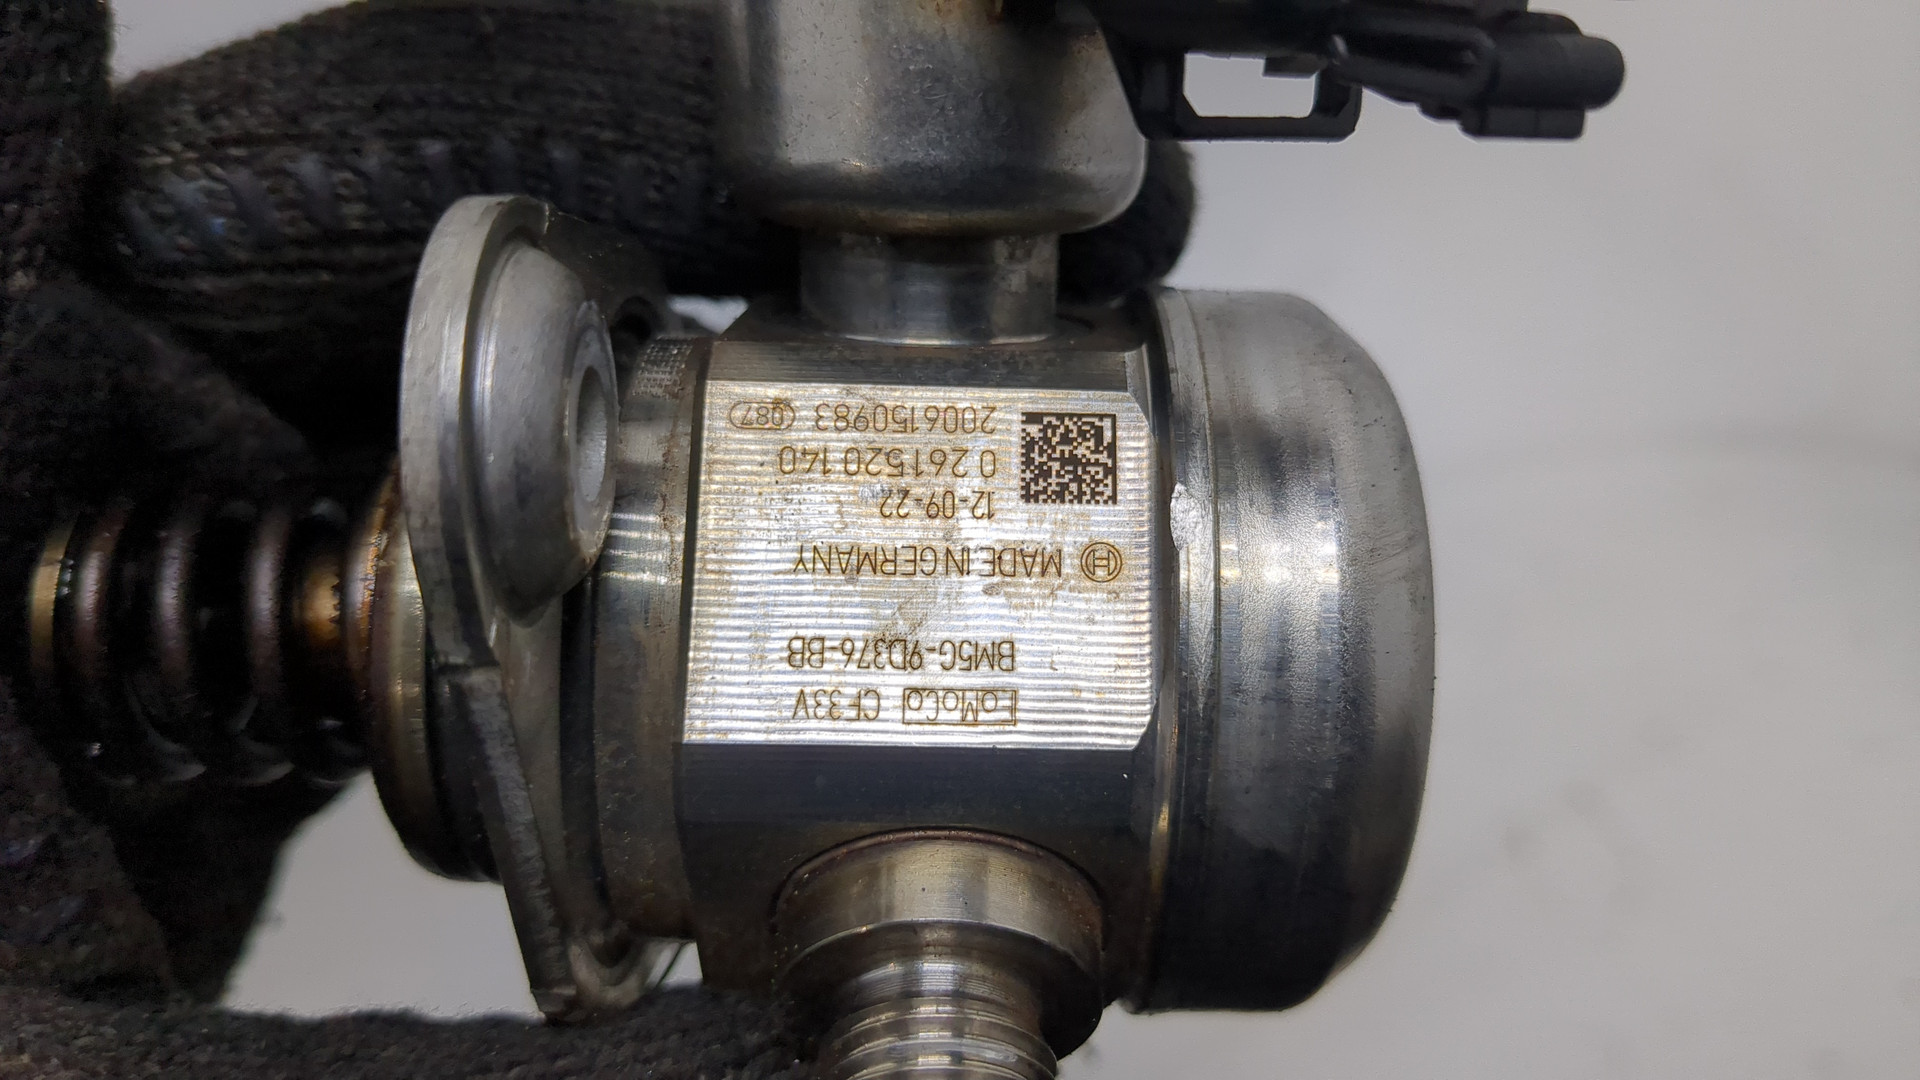 FoMoCo CF33V
BM5G-9D376-BB
MADE IN GERMANY
12-09-22
0 261 520 140
2006150983 087